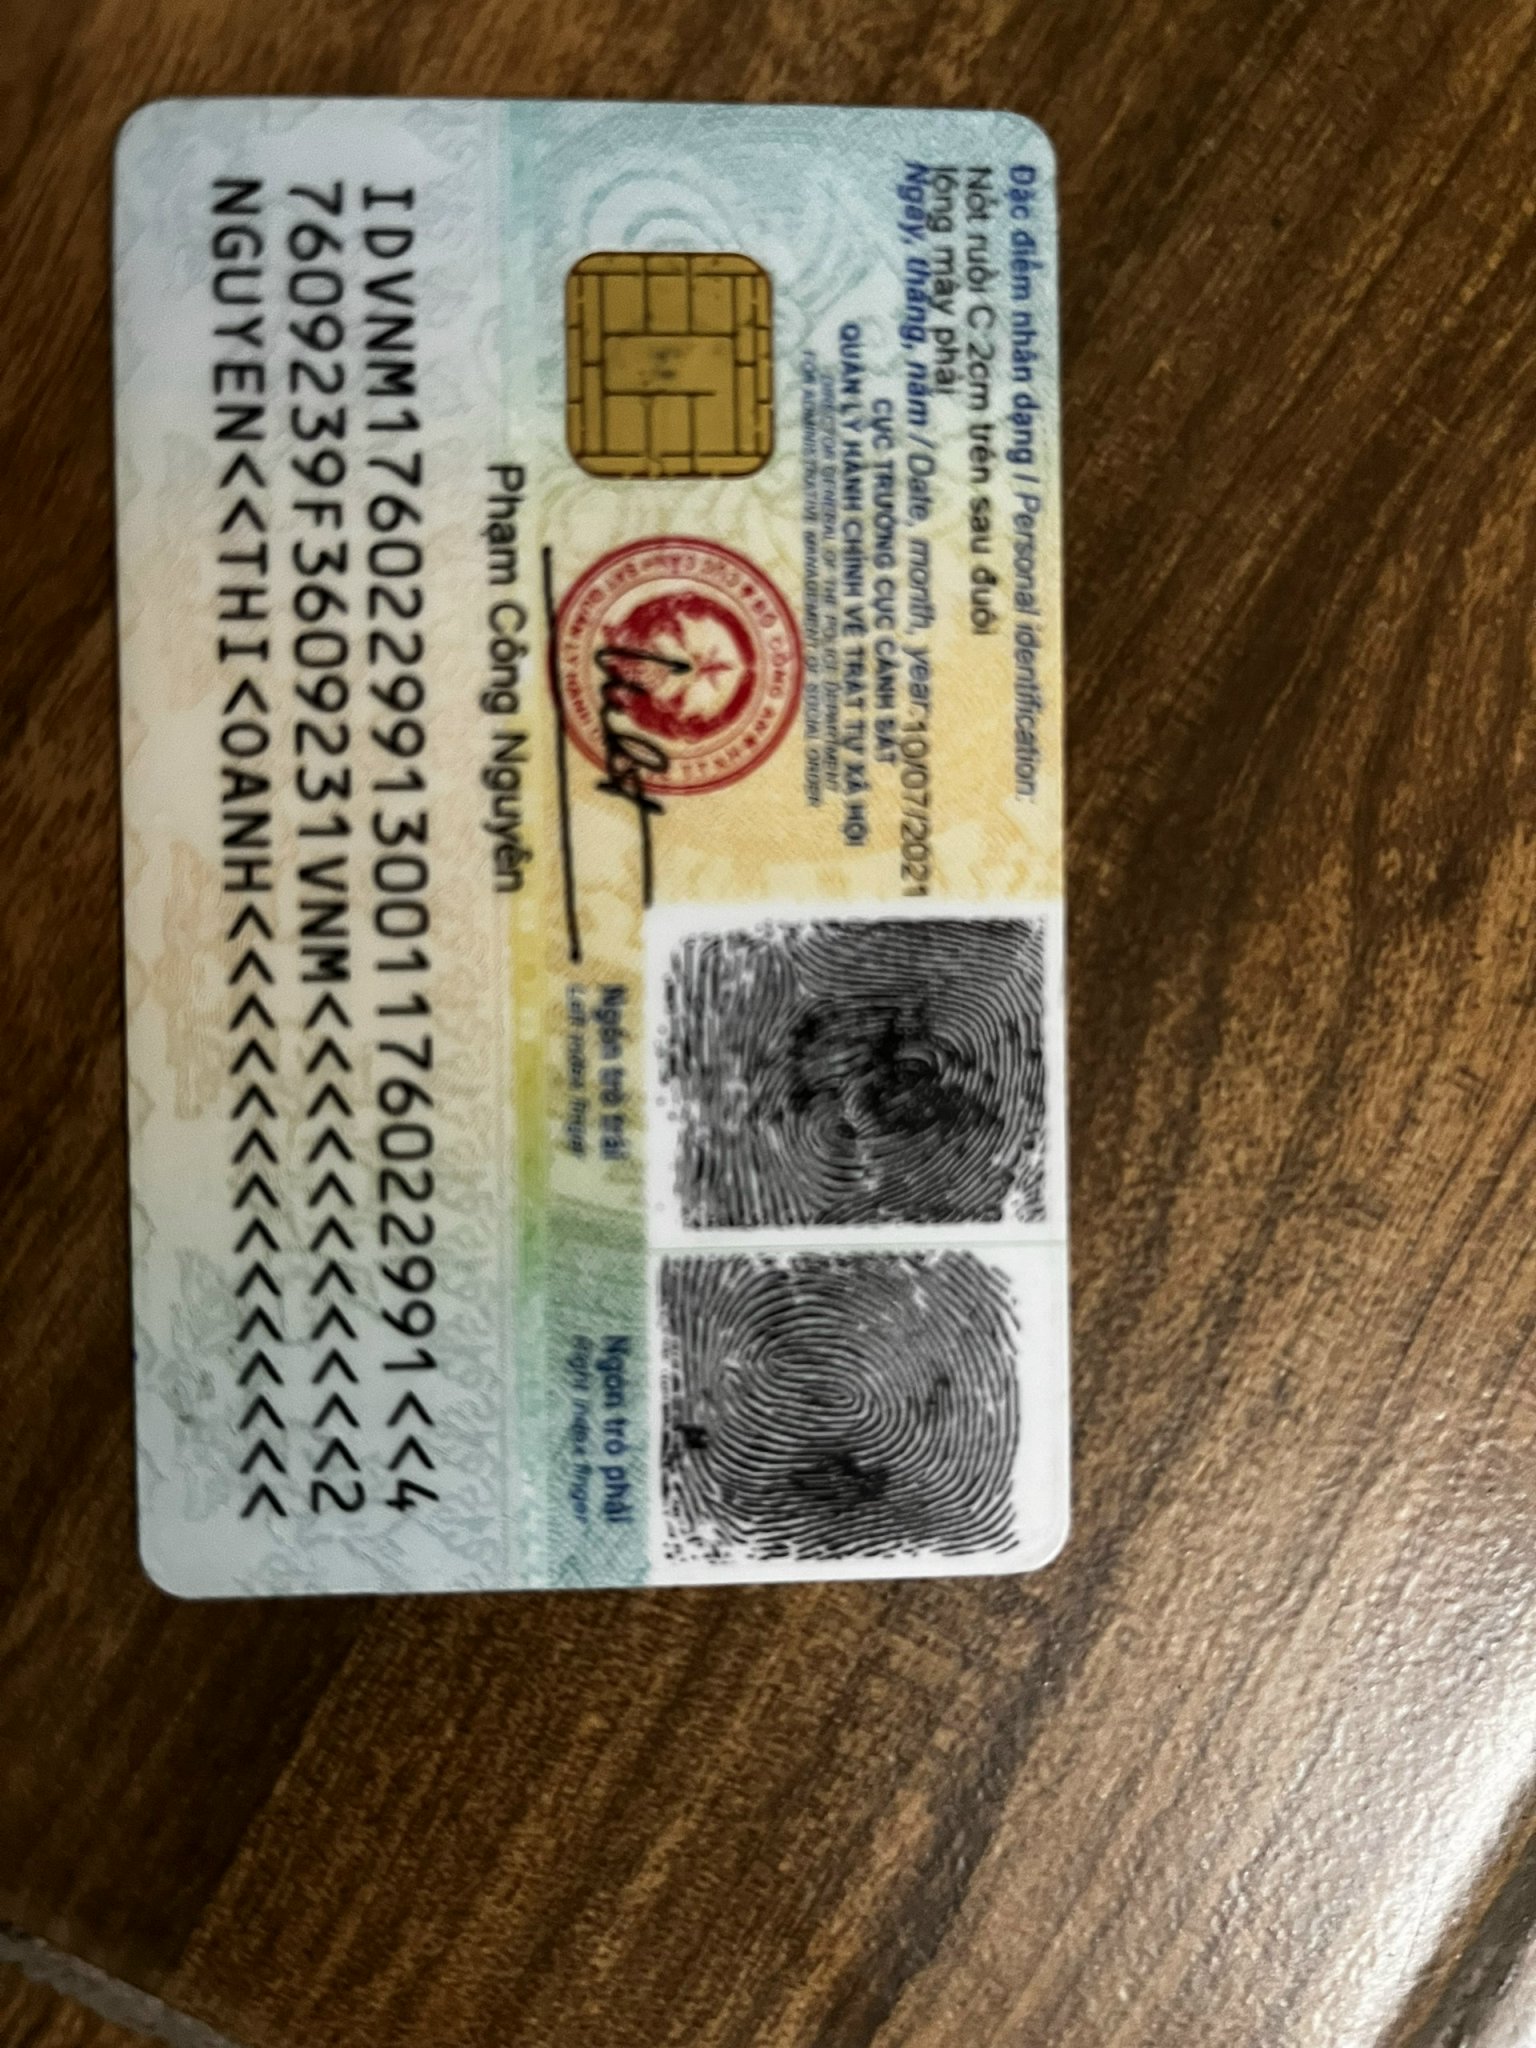 Đặc điểm nhân dạng / Personal identification:
Nốt ruồi C 2cm trên sau đuôi
lông mày phải
Ngày, tháng, năm / Date, month, year: 10/07/2021
CỤC TRƯỞNG CỤC CẢNH SÁT
QUẢN LÝ HÀNH CHÍNH VỀ TRẬT TỰ XÃ HỘI
DIRECTOR GENERAL OF THE POLICE DEPARTMENT
FOR ADMINISTRATIVE MANAGEMENT OF SOCIAL ORDER
Phạm Công Nguyên
Ngón trỏ trái
Left index finger
Ngón trỏ phải
Right index finger
IDVNM1760229913001176022991<<4
7609239F3609231VNM<<<<<<<<<<<2
NGUYEN<<THI<OANH<<<<<<<<<<<<<<